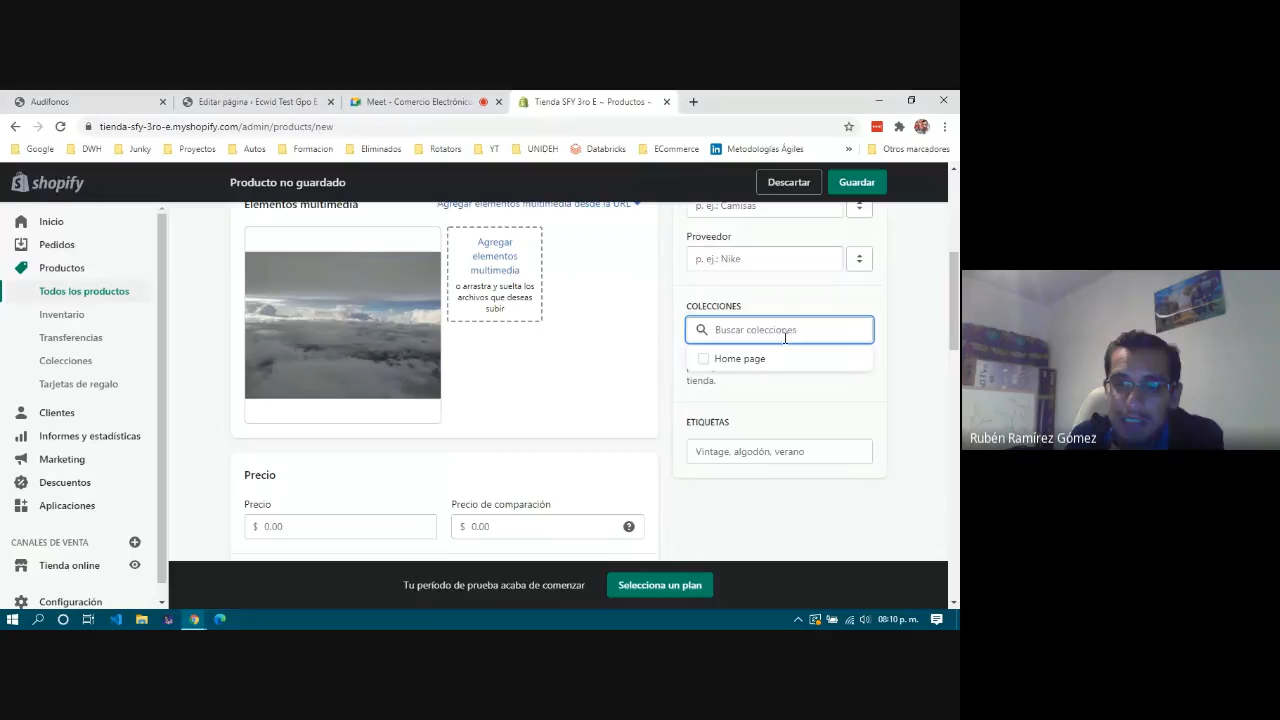 Audífonos
Editar página ‹ Ecwid Test Gpo E
Meet - Comercio Electrónic
Tienda SFY 3ro E ~ Productos ~
tienda-sfy-3ro-e.myshopify.com/admin/products/new
Google
DWH
Junky
Proyectos
Autos
Formacion
Eliminados
Rotators
YT
UNIDEH
Databricks
ECommerce
Metodologías Ágiles
»
Otros marcadores
shopify
Producto no guardado
Descartar
Guardar
Inicio
Pedidos
Productos
Todos los productos
Inventario
Transferencias
Colecciones
Tarjetas de regalo
Clientes
Informes y estadísticas
Marketing
Descuentos
Aplicaciones
CANALES DE VENTA
Tienda online
Configuración
Elementos multimedia
Agregar elementos multimedia desde la URL
Agregar
elementos
multimedia
o arrastra y suelta los
archivos que deseas
subir
Precio
Precio
$ 0.00
Precio de comparación
$ 0.00
p. ej.: Camisas
Proveedor
p. ej.: Nike
COLECCIONES
Buscar colecciones
Home page
tienda.
ETIQUETAS
Vintage, algodón, verano
Tu período de prueba acaba de comenzar
Selecciona un plan
08:10 p. m.
Rubén Ramírez Gómez